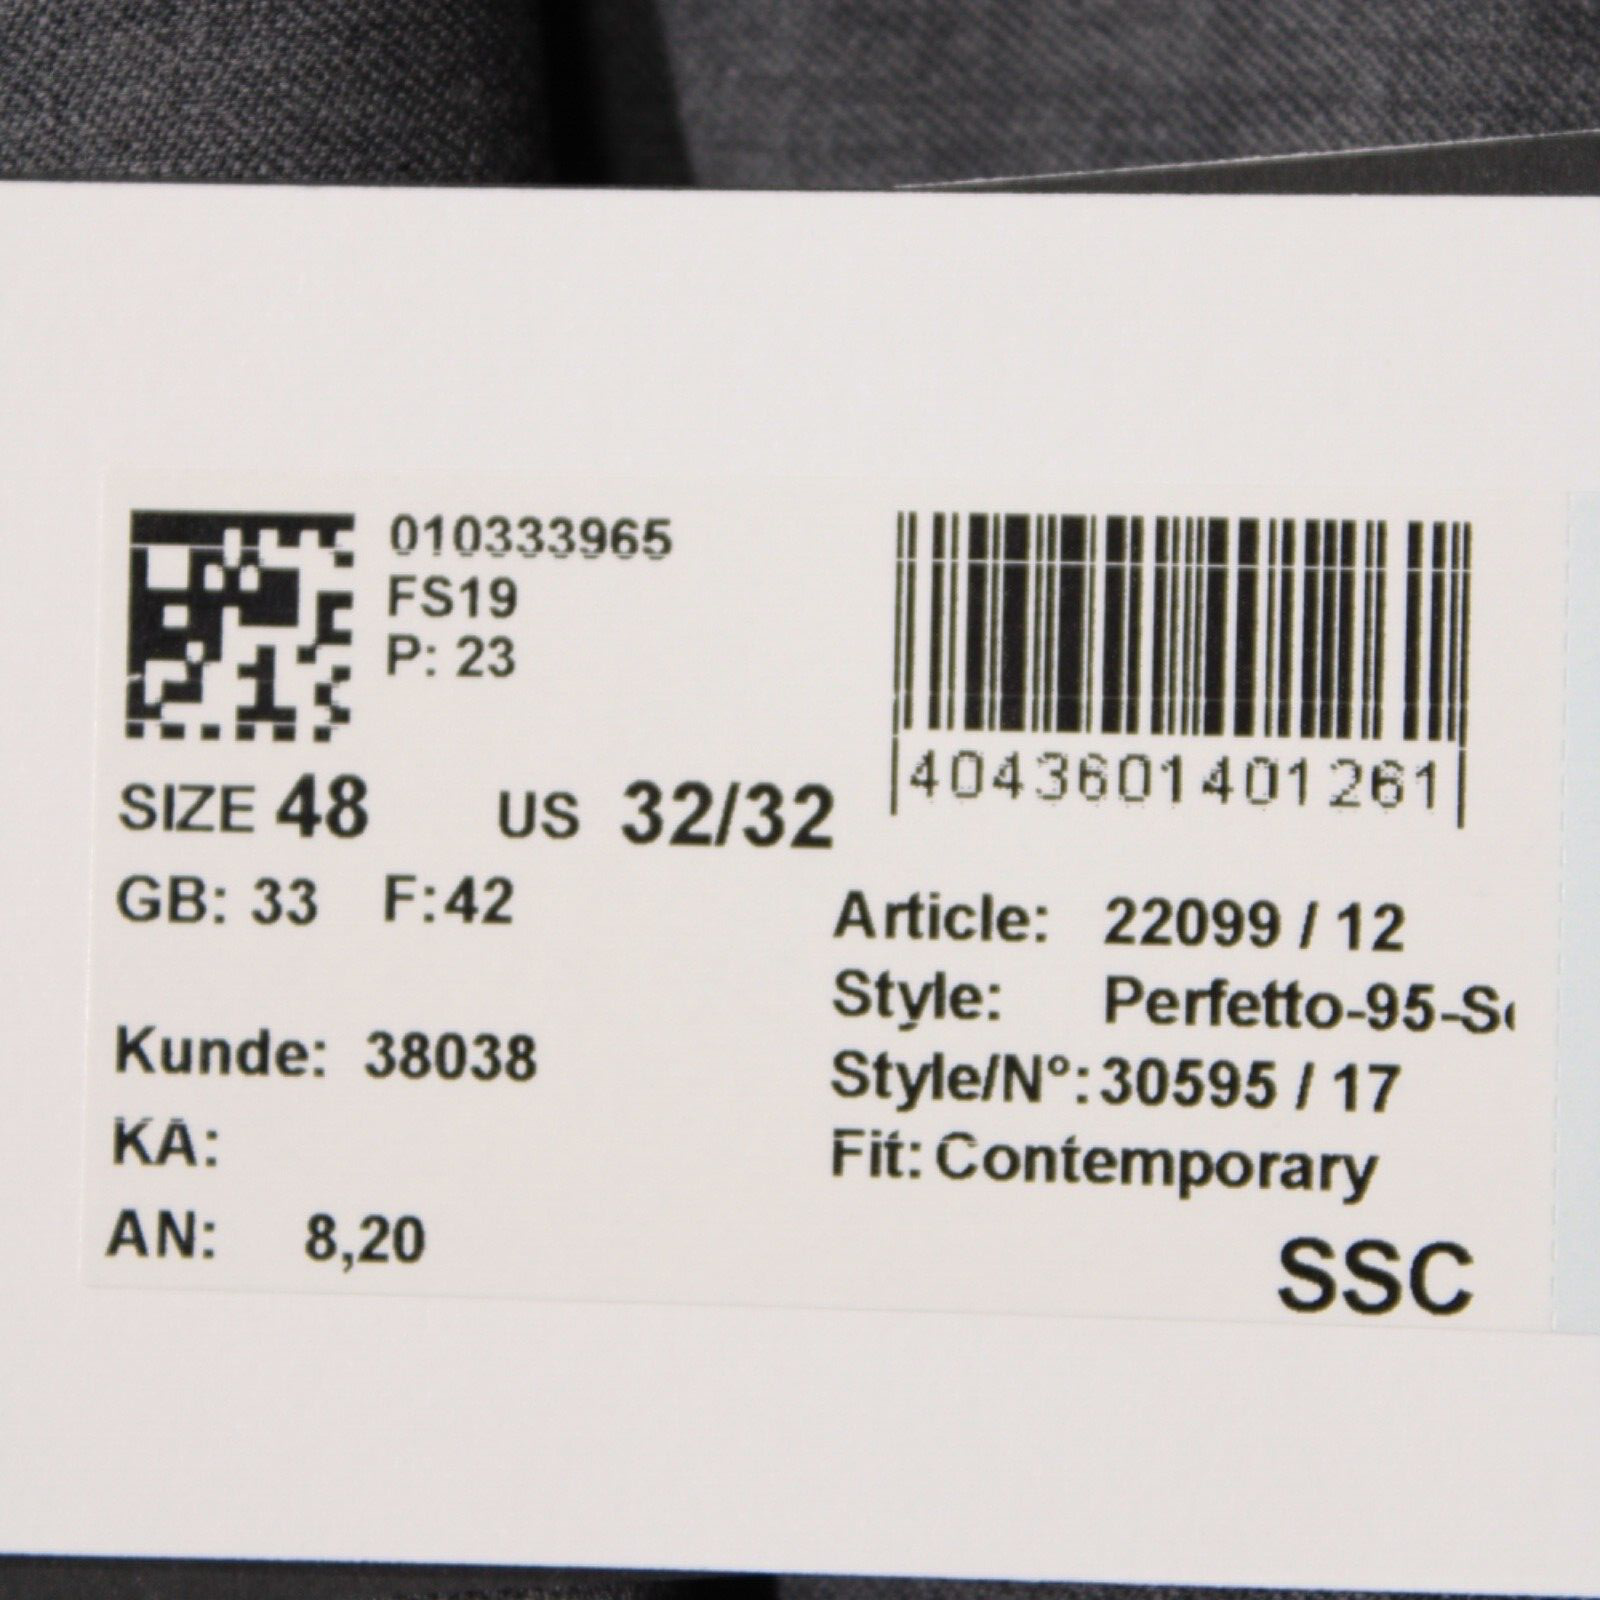 010333965
FS19
P: 23
4043601401261
SIZE 48 US 32/32
GB: 33 F:42
Article: 22099 / 12
Style: Perfetto-95-S
Kunde: 38038
Style/N°: 30595 / 17
KA:
Fit: Contemporary
AN: 8,20
SSC